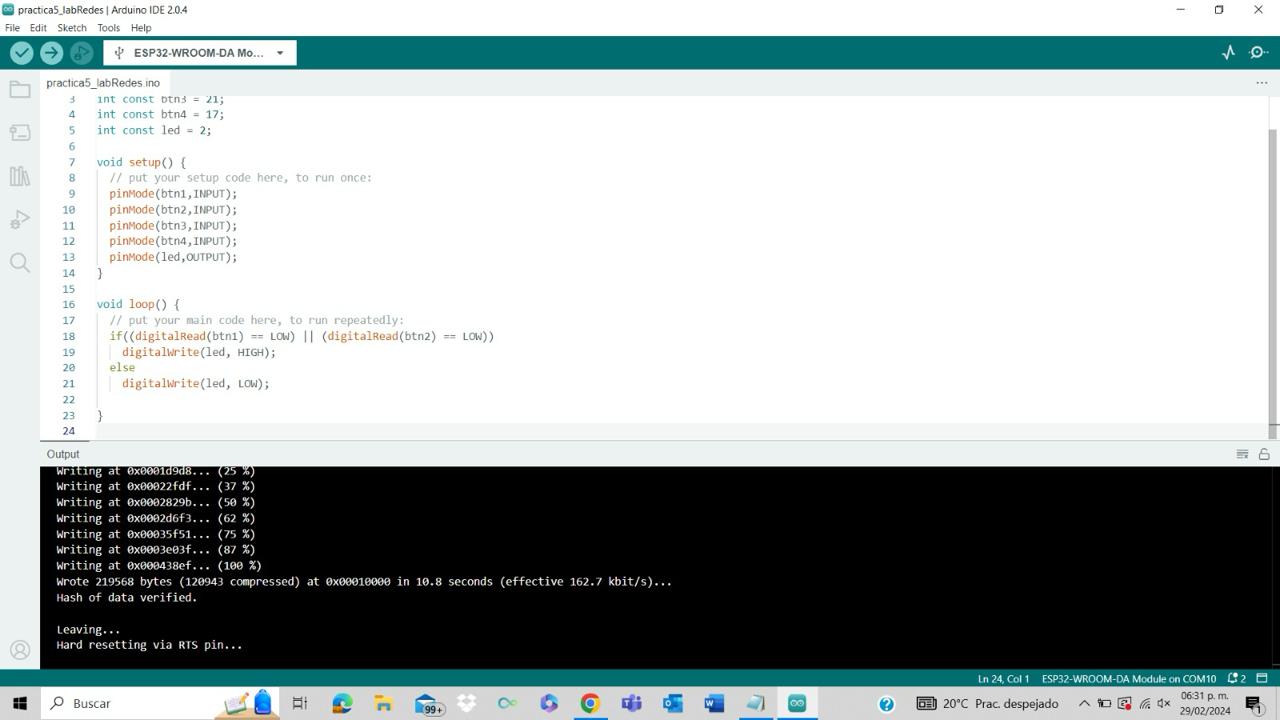 practica5_labRedes | Arduino IDE 2.0.4
File Edit Sketch Tools Help
ESP32-WROOM-DA Mo...
practica5_labRedes.ino
3 int const btn3 = 21;
4 int const btn4 = 17;
5 int const led = 2;
6
7 void setup() {
8 // put your setup code here, to run once:
9 pinMode(btn1,INPUT);
10 pinMode(btn2,INPUT);
11 pinMode(btn3,INPUT);
12 pinMode(btn4,INPUT);
13 pinMode(led,OUTPUT);
14 }
15
16 void loop() {
17 // put your main code here, to run repeatedly:
18 if((digitalRead(btn1) == LOW) || (digitalRead(btn2) == LOW))
19 digitalWrite(led, HIGH);
20 else
21 digitalWrite(led, LOW);
22
23 }
24
Output
Writing at 0x0001d9d8... (25 %)
Writing at 0x00022fdf... (37 %)
Writing at 0x0002829b... (50 %)
Writing at 0x0002d6f3... (62 %)
Writing at 0x00035f51... (75 %)
Writing at 0x0003e03f... (87 %)
Writing at 0x000438ef... (100 %)
Wrote 219568 bytes (120943 compressed) at 0x00010000 in 10.8 seconds (effective 162.7 kbit/s)...
Hash of data verified.
Leaving...
Hard resetting via RTS pin...
Ln 24, Col 1 ESP32-WROOM-DA Module on COM10 2
Buscar
99+
20°C Prac. despejado
06:31 p. m.
29/02/2024
1